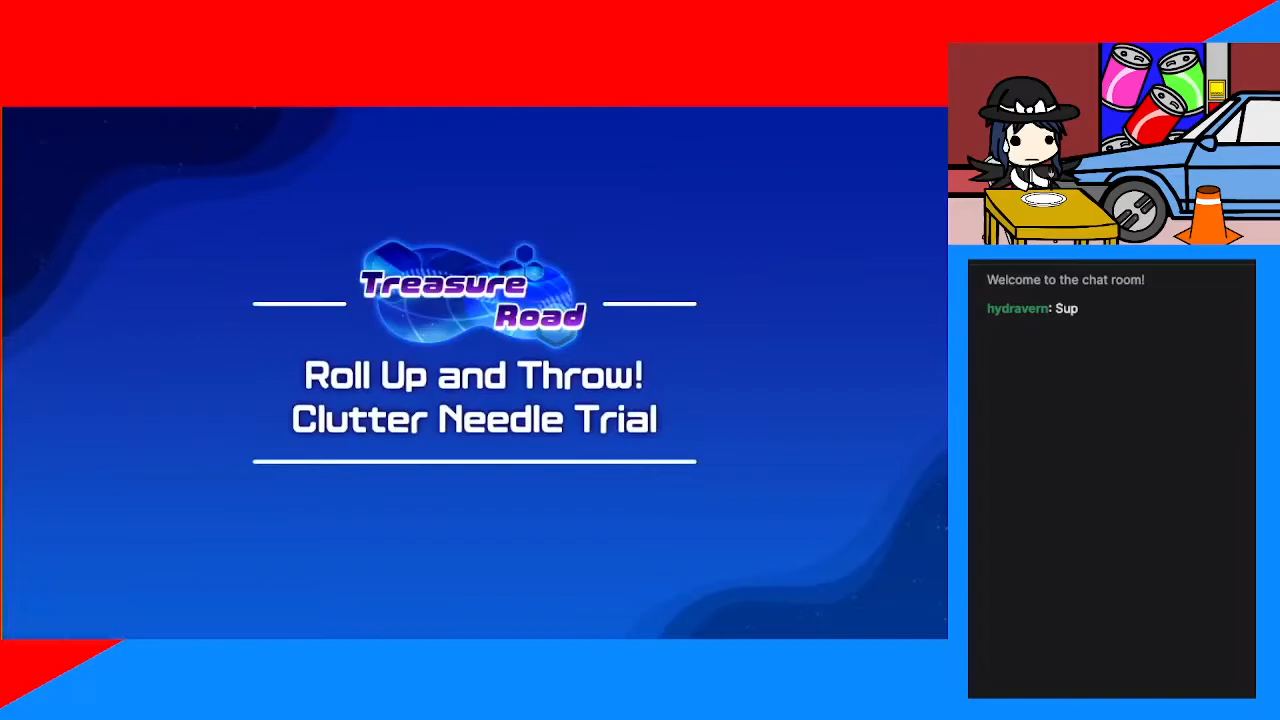 Treasure
Road
Roll Up and Throw!
Clutter Needle Trial
Welcome to the chat room!
hydravern: Sup